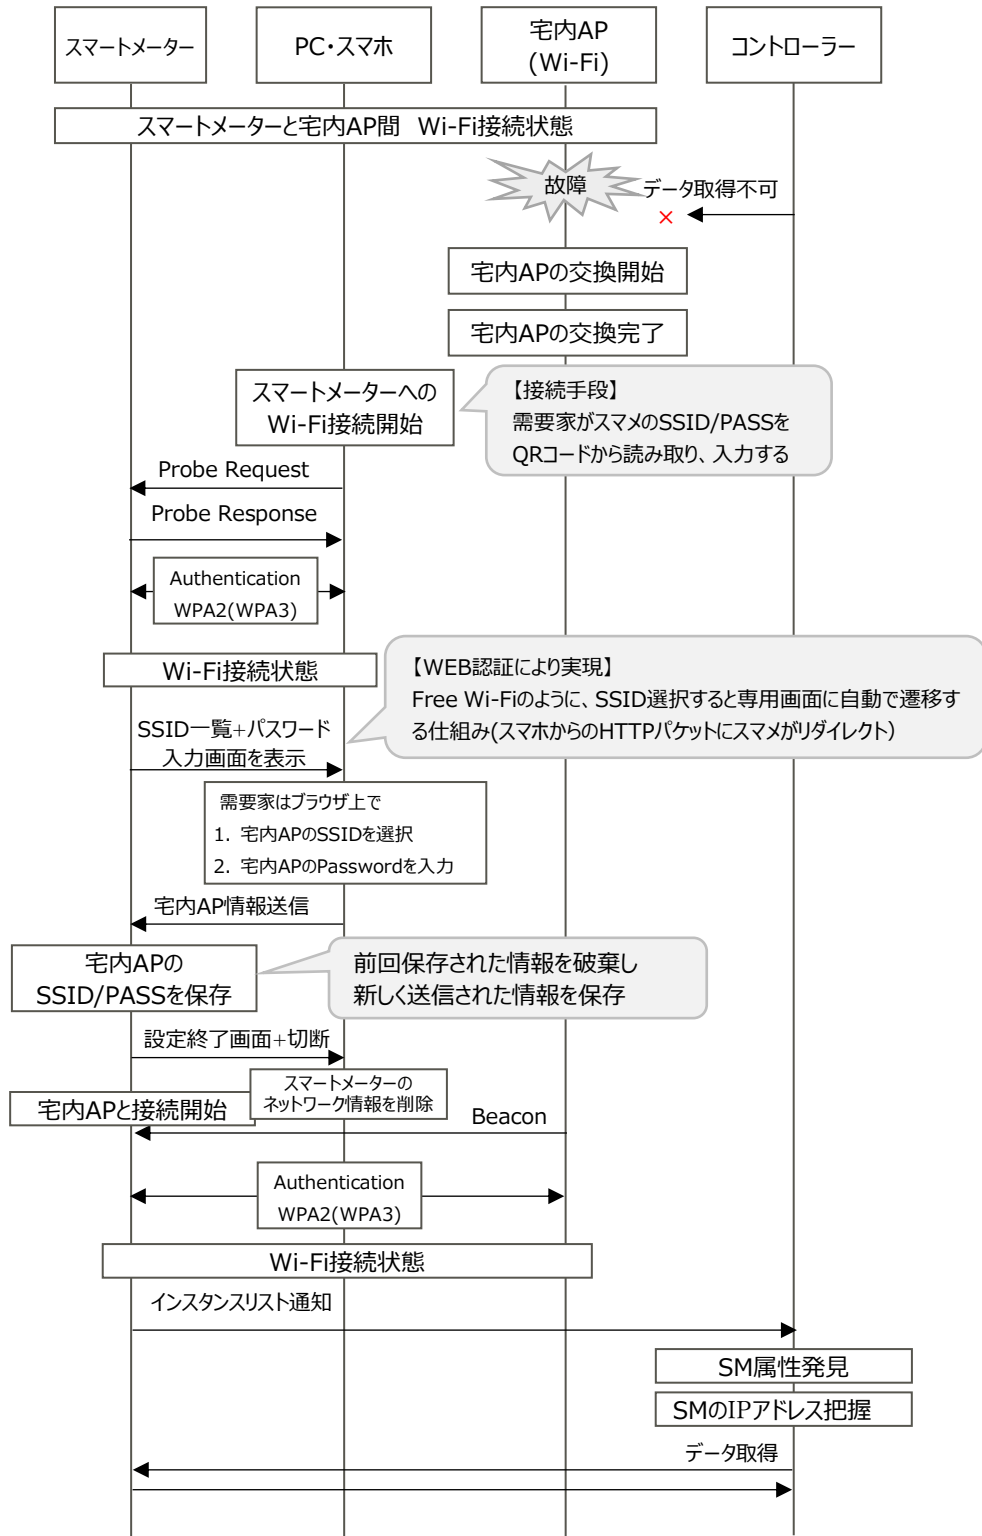 スマートメーター
PC・スマホ
宅内AP
(Wi-Fi)
コントローラー
スマートメーターと宅内AP間 Wi-Fi接続状態
故障
データ取得不可
×
宅内APの交換開始
宅内APの交換完了
スマートメーターへの
Wi-Fi接続開始
【接続手段】
需要家がスマメのSSID/PASSを
QRコードから読み取り、入力する
Probe Request
Probe Response
Authentication
WPA2(WPA3)
Wi-Fi接続状態
【WEB認証により実現】
Free Wi-Fiのように、SSID選択すると専用画面に自動で遷移す
る仕組み(スマホからのHTTPパケットにスマメがリダイレクト)
SSID一覧+パスワード
入力画面を表示
需要家はブラウザ上で
1. 宅内APのSSIDを選択
2. 宅内APのPasswordを入力
宅内AP情報送信
宅内APの
SSID/PASSを保存
前回保存された情報を破棄し
新しく送信された情報を保存
設定終了画面+切断
スマートメーターの
ネットワーク情報を削除
宅内APと接続開始
Beacon
Authentication
WPA2(WPA3)
Wi-Fi接続状態
インスタンスリスト通知
SM属性発見
SMのIPアドレス把握
データ取得